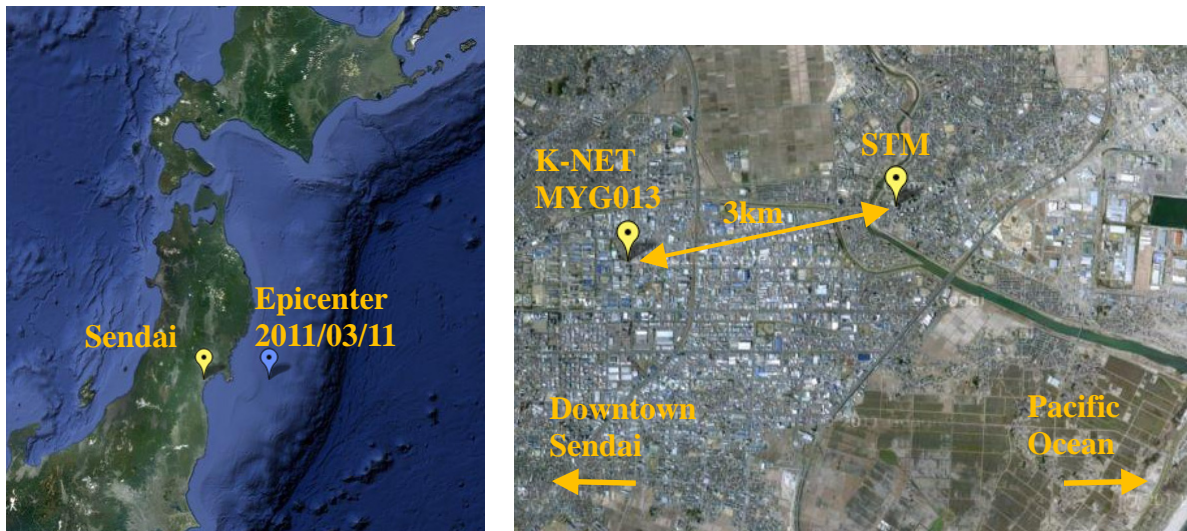 Epicenter
2011/03/11
Sendai
STM
K-NET
MYG013
3km
Downtown
Sendai
Pacific
Ocean